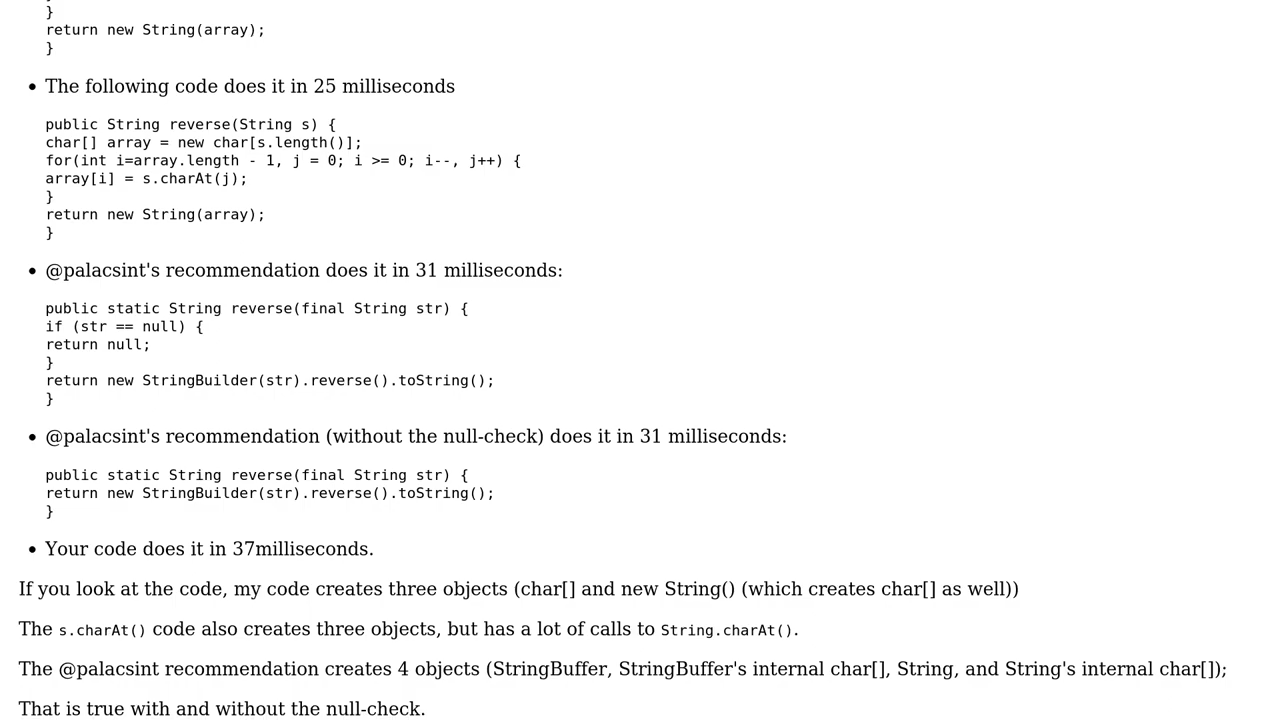 }
return new String(array);
}
• The following code does it in 25 milliseconds
public String reverse(String s) {
char[] array = new char[s.length()];
for(int i=array.length - 1, j = 0; i >= 0; i--, j++) {
array[i] = s.charAt(j);
}
return new String(array);
}
• @palacsint's recommendation does it in 31 milliseconds:
public static String reverse(final String str) {
if (str == null) {
return null;
}
return new StringBuilder(str).reverse().toString();
}
• @palacsint's recommendation (without the null-check) does it in 31 milliseconds:
public static String reverse(final String str) {
return new StringBuilder(str).reverse().toString();
}
• Your code does it in 37milliseconds.
If you look at the code, my code creates three objects (char[] and new String() (which creates char[] as well))
The s.charAt() code also creates three objects, but has a lot of calls to String.charAt().
The @palacsint recommendation creates 4 objects (StringBuffer, StringBuffer's internal char[], String, and String's internal char[]);
That is true with and without the null-check.